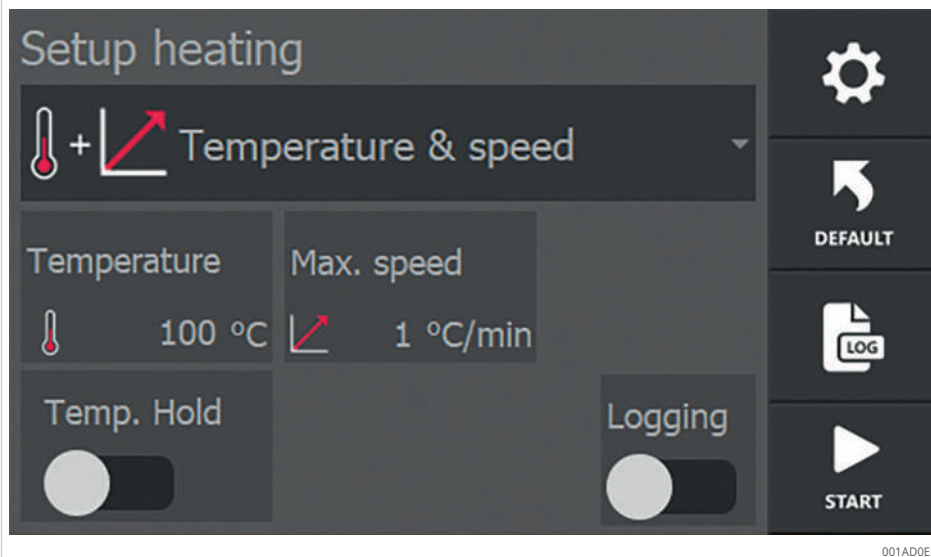 Setup heating
+ Temperature & speed
Temperature
100 °C
Max. speed
1 °C/min
Temp. Hold
Logging
DEFAULT
LOG
START
001AD0E